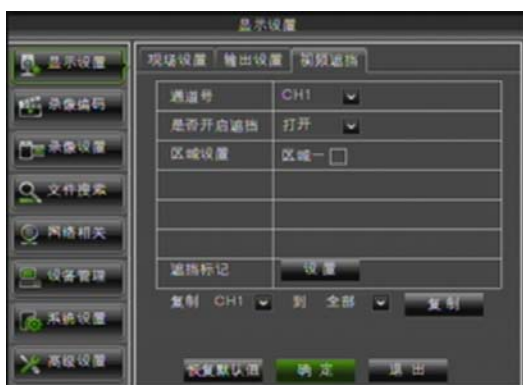 显示设置
显示设置
录像编码
录像设置
文件搜索
网络相关
设备管理
系统设置
高级设置
现场设置 输出设置 视频遮挡
通道号 CH1
是否开启遮挡 打开
区域设置 区域一
遮挡标记 设置
复制 CH1 到 全部 复制
恢复默认值 确定 退出